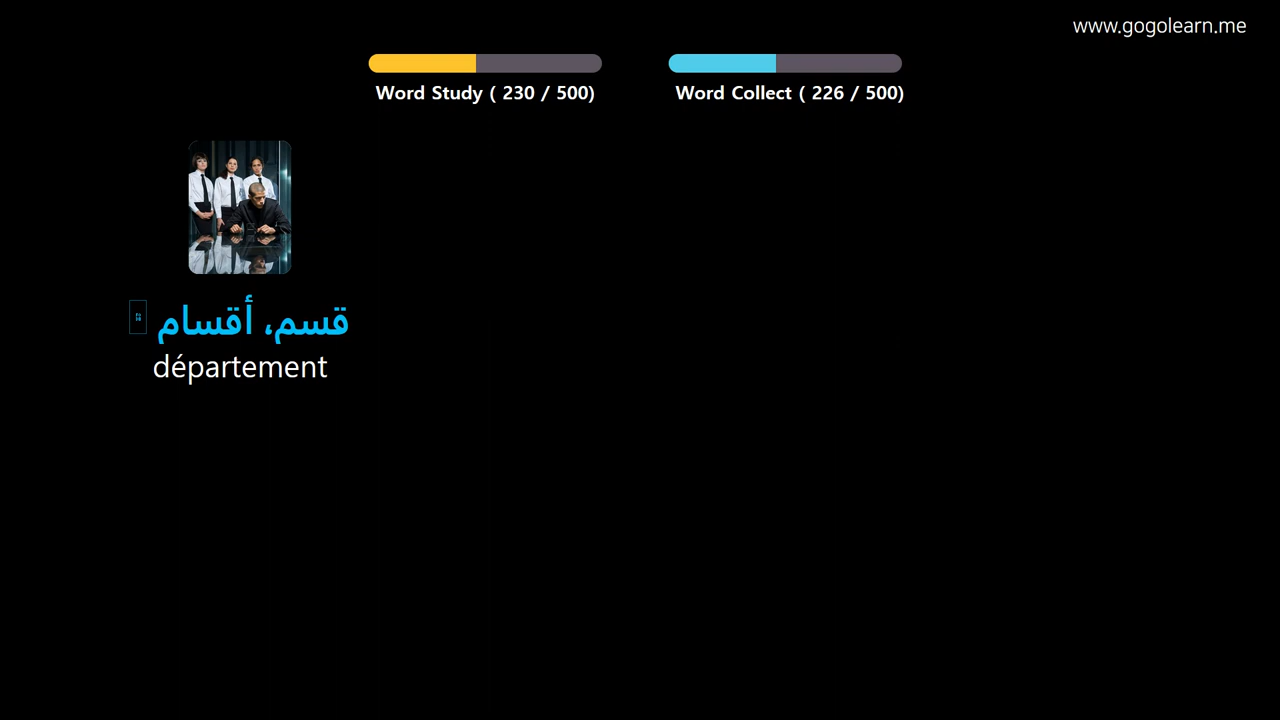 www.gogolearn.me
Word Study ( 230 / 500)
Word Collect ( 226 / 500)
قسم، أقسام
département